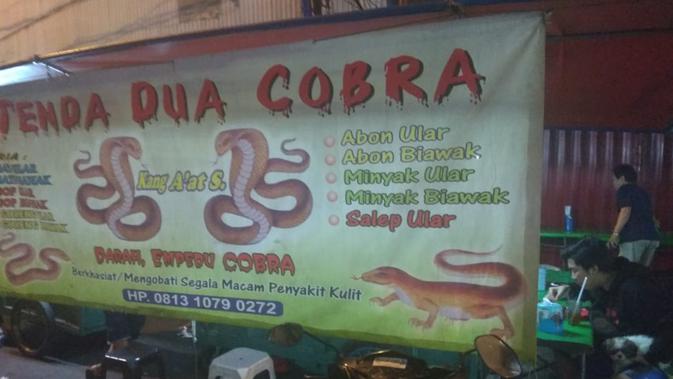 TENDA DUA COBRA
Kang A'at S.
Abon Ular
Abon Biawak
Minyak Ular
Minyak Biawak
Salep Ular
DARAH, EMPEDU COBRA
Berkhasiat/Mengobati Segala Macam Penyakit Kulit
HP. 0813 1079 0272